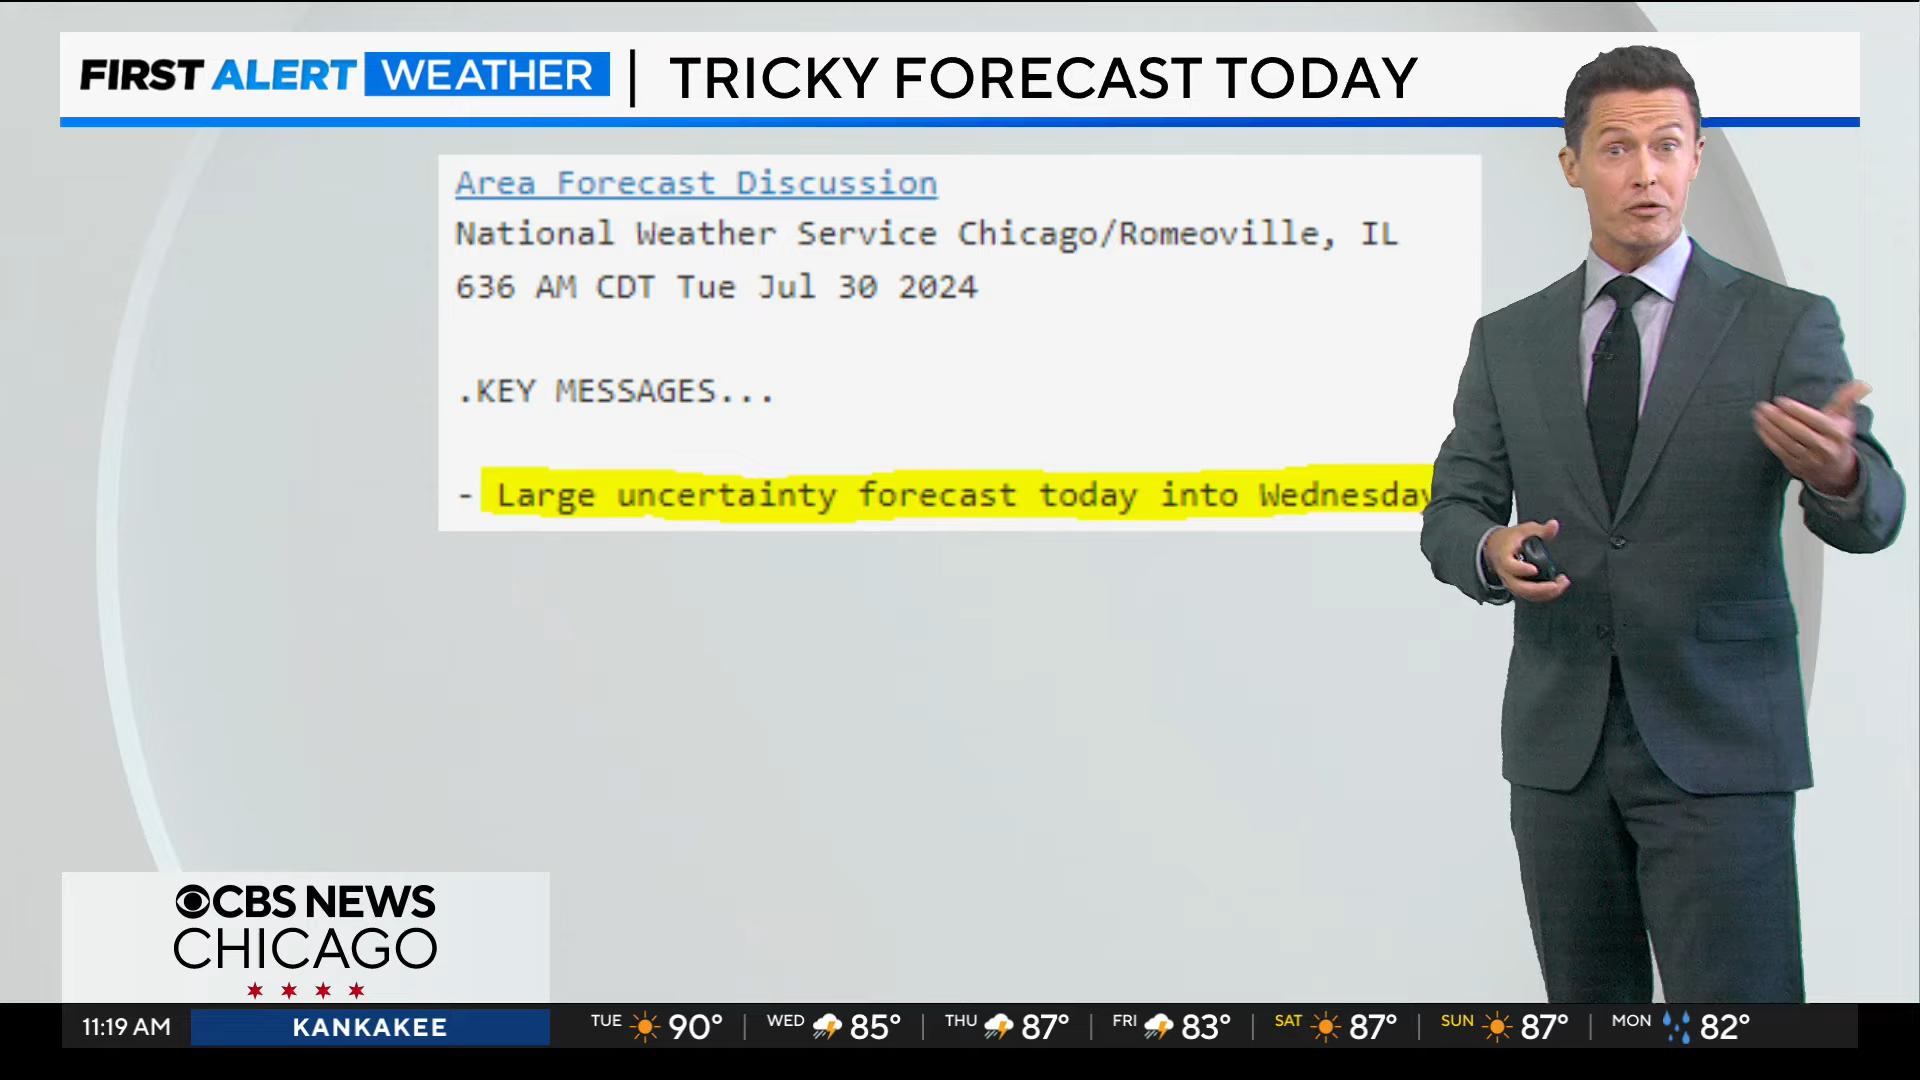 FIRST ALERT WEATHER | TRICKY FORECAST TODAY
Area Forecast Discussion
National Weather Service Chicago/Romeoville, IL
636 AM CDT Tue Jul 30 2024
.KEY MESSAGES...
- Large uncertainty forecast today into Wednesday
CBS NEWS
CHICAGO
11:19 AM KANKAKEE TUE 90° | WED 85° | THU 87° | FRI 83° | SAT 87° | SUN 87° | MON 82°